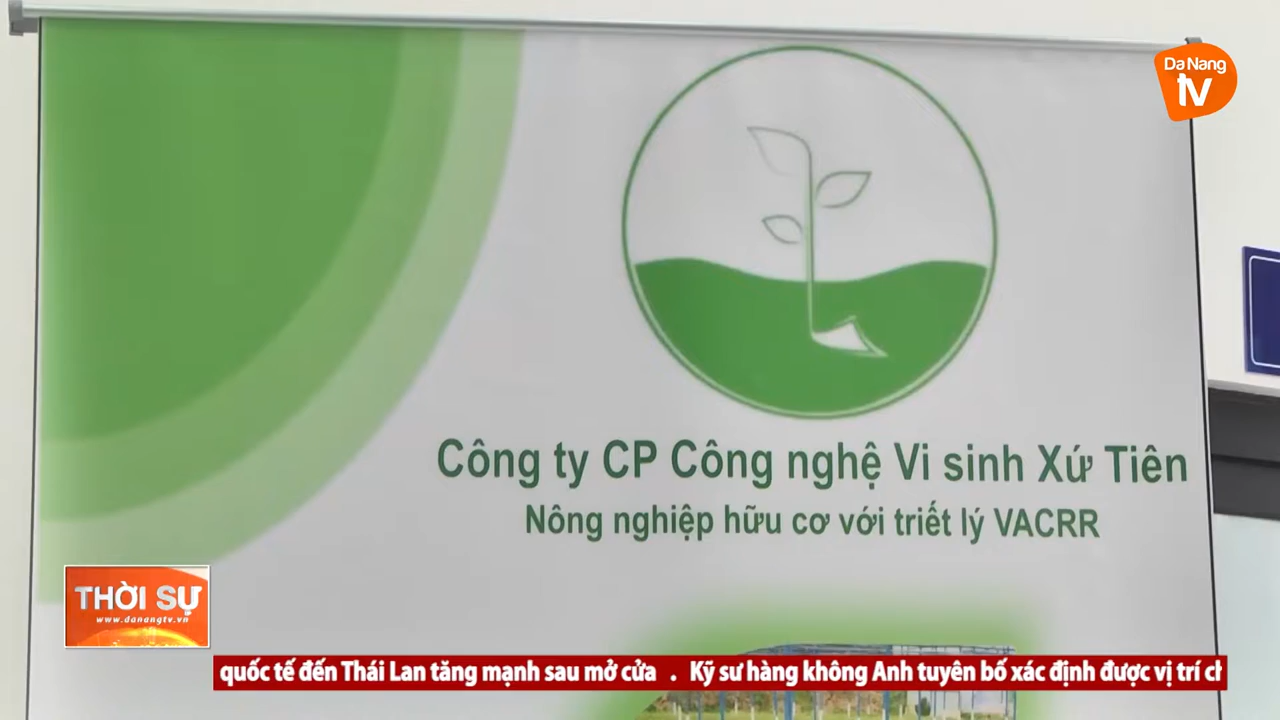 Da Nang
tv
Công ty CP Công nghệ Vi sinh Xứ Tiên
Nông nghiệp hữu cơ với triết lý VACRR
THỜI SỰ
www.danangtv.vn
quốc tế đến Thái Lan tăng mạnh sau mở cửa . Kỹ sư hàng không Anh tuyên bố xác định được vị trí